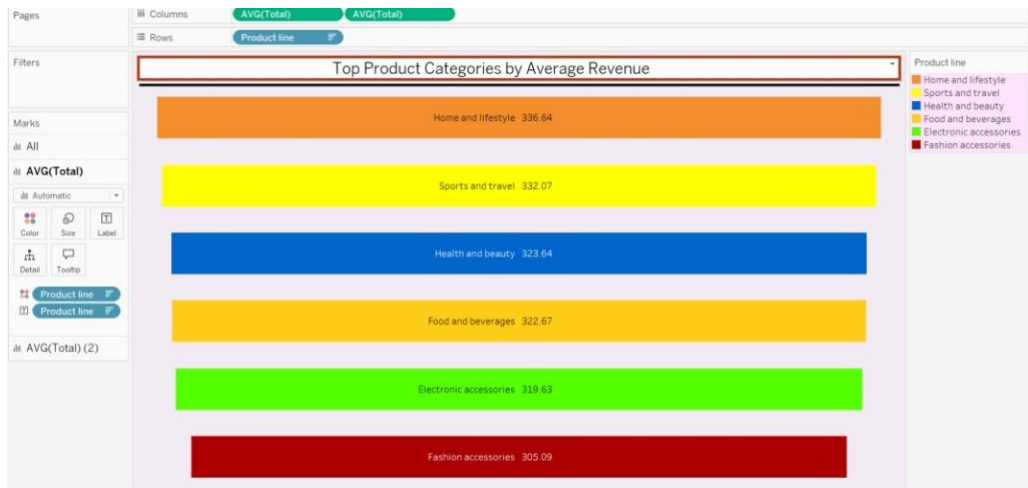 Pages
Columns
AVG(Total)
AVG(Total)
Rows
Product line
Filters
Marks
All
AVG(Total)
Automatic
Color
Size
Label
Detail
Tooltip
Product line
Product line
AVG(Total) (2)
Top Product Categories by Average Revenue
Home and lifestyle 336.64
Sports and travel 332.07
Health and beauty 323.64
Food and beverages 322.67
Electronic accessories 319.63
Fashion accessories 305.09
Product line
Home and lifestyle
Sports and travel
Health and beauty
Food and beverages
Electronic accessories
Fashion accessories